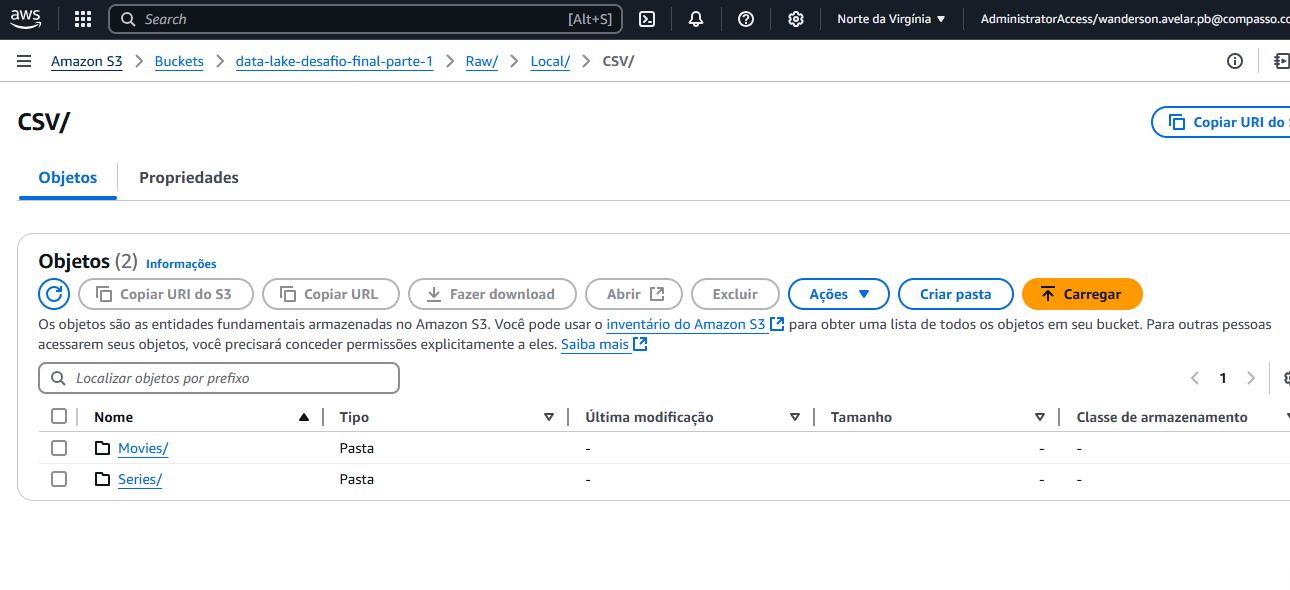 aws Search [Alt+S] Norte da Virgínia AdministratorAccess/wanderson.avelar.pb@compasso.co
Amazon S3 Buckets data-lake-desafio-final-parte-1 Raw/ Local/ CSV/
CSV/
Copiar URI do S
Objetos Propriedades
Objetos (2) Informações
Copiar URI do S3 Copiar URL Fazer download Abrir Excluir Ações Criar pasta Carregar
Os objetos são as entidades fundamentais armazenadas no Amazon S3. Você pode usar o inventário do Amazon S3 para obter uma lista de todos os objetos em seu bucket. Para outras pessoas
acessarem seus objetos, você precisará conceder permissões explicitamente a eles. Saiba mais
Localizar objetos por prefixo 1
Nome Tipo Última modificação Tamanho Classe de armazenamento
Movies/ Pasta - - -
Series/ Pasta - - -